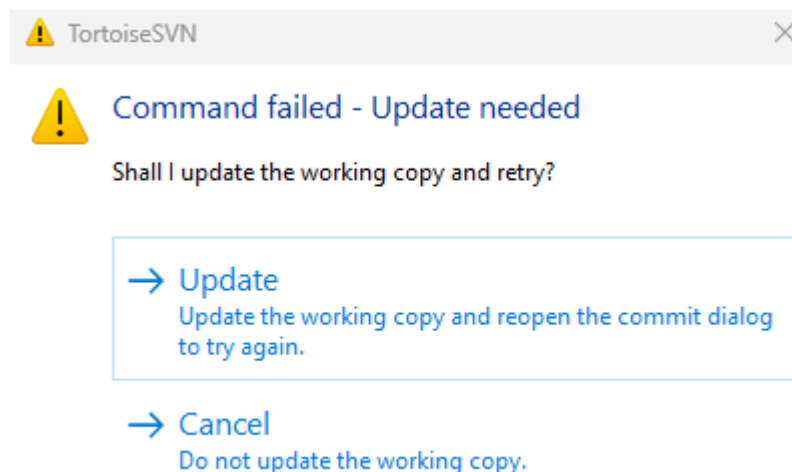 TortoiseSVN
Command failed - Update needed
Shall I update the working copy and retry?
Update
Update the working copy and reopen the commit dialog
to try again.
Cancel
Do not update the working copy.